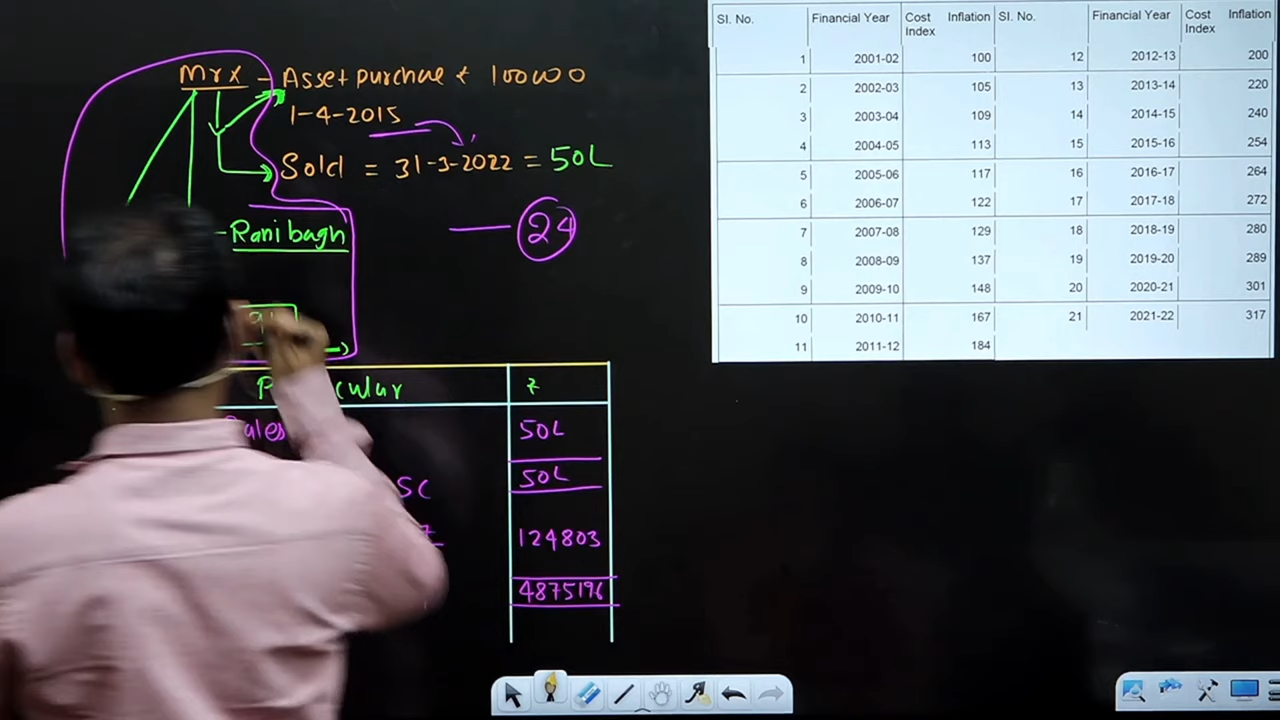 Mr X - Asset purchase ₹ 100000
1-4-2015
Sold = 31-3-2022 = 50L
- Rani bagh
24
₹
50L
SC
50L
124803
4875196
Sl. No. Financial Year Cost Inflation Index Sl. No. Financial Year Cost Inflation Index
1 2001-02 100 12 2012-13 200
2 2002-03 105 13 2013-14 220
3 2003-04 109 14 2014-15 240
4 2004-05 113 15 2015-16 254
5 2005-06 117 16 2016-17 264
6 2006-07 122 17 2017-18 272
7 2007-08 129 18 2018-19 280
8 2008-09 137 19 2019-20 289
9 2009-10 148 20 2020-21 301
10 2010-11 167 21 2021-22 317
11 2011-12 184